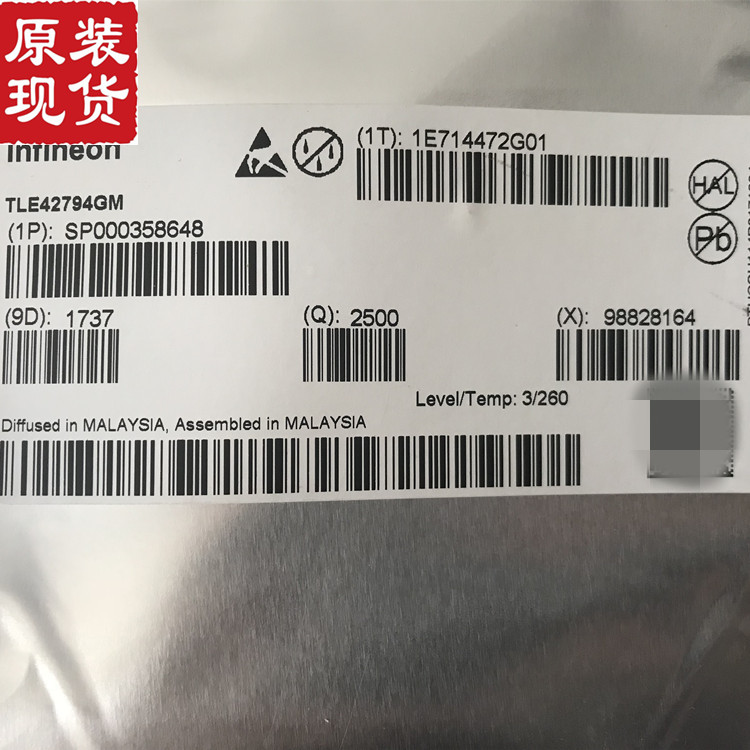 原装
现货
Infineon
(1T): 1E714472G01
HAL
TLE42794GM
Pb
(1P): SP000358648
(9D): 1737
(Q): 2500
(X): 98828164
Level/Temp: 3/260
Diffused in MALAYSIA, Assembled in MALAYSIA